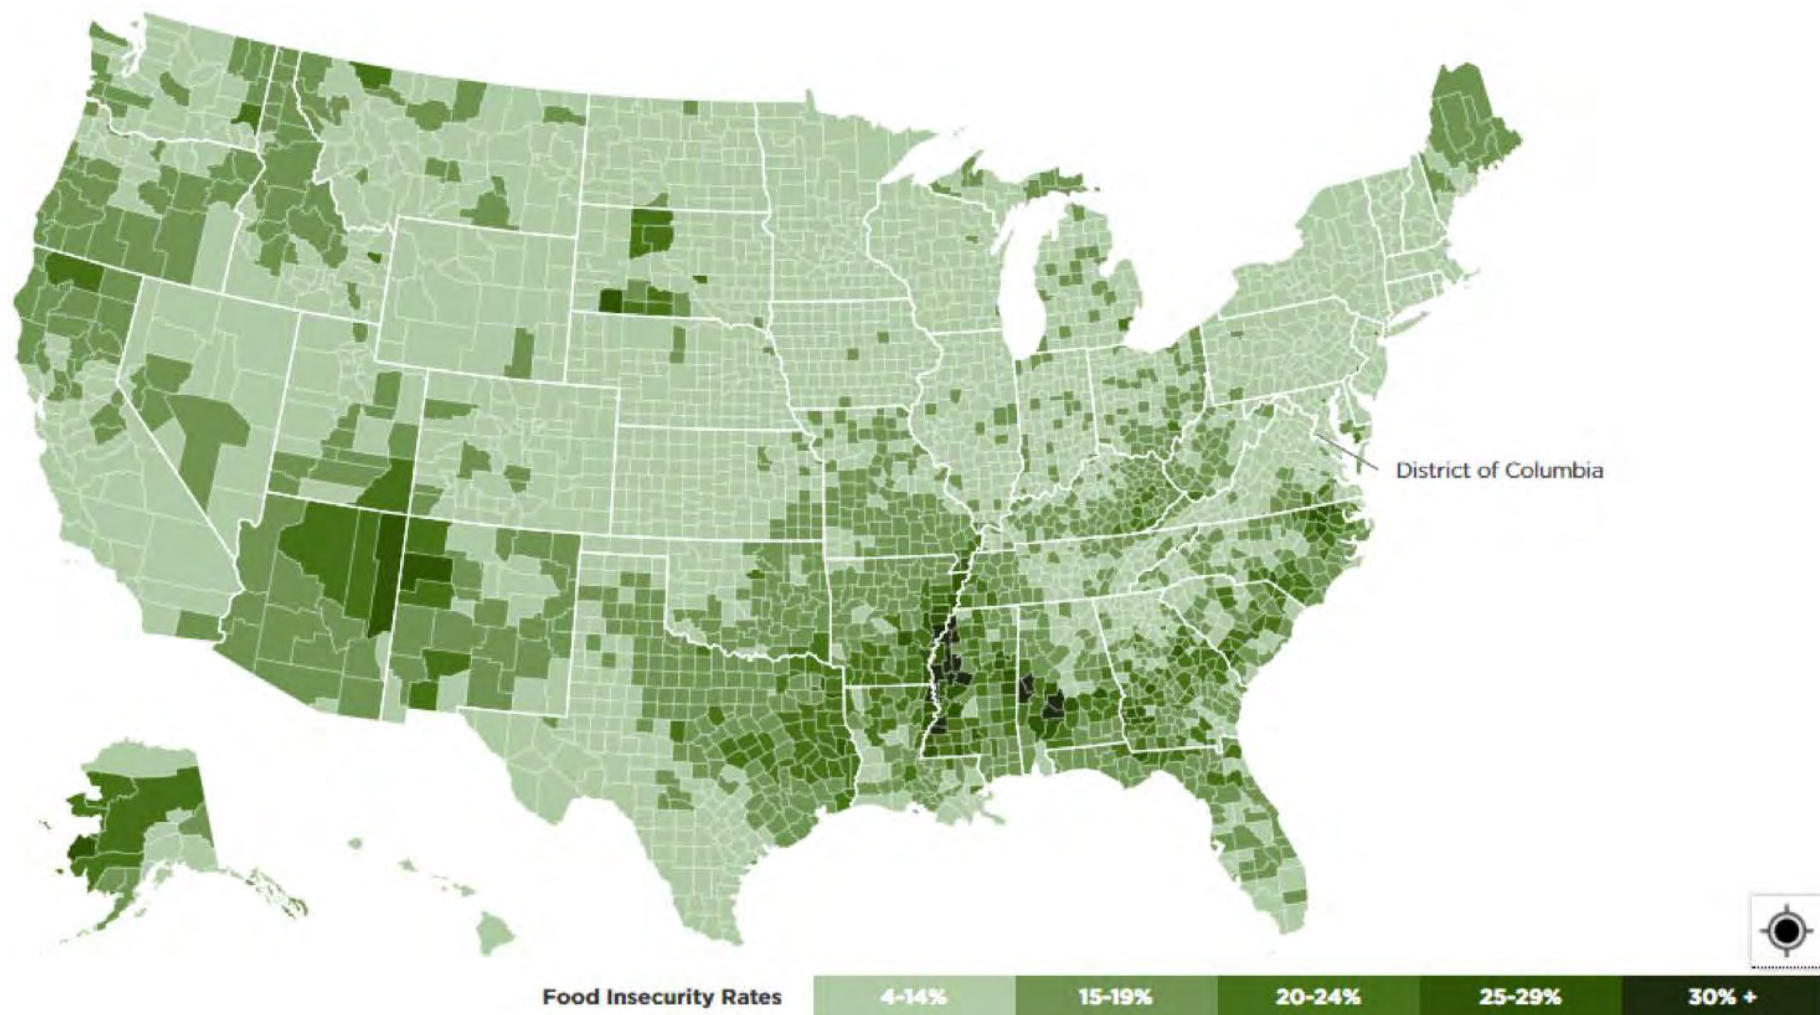 District of Columbia
Food Insecurity Rates 4-14% 15-19% 20-24% 25-29% 30% +